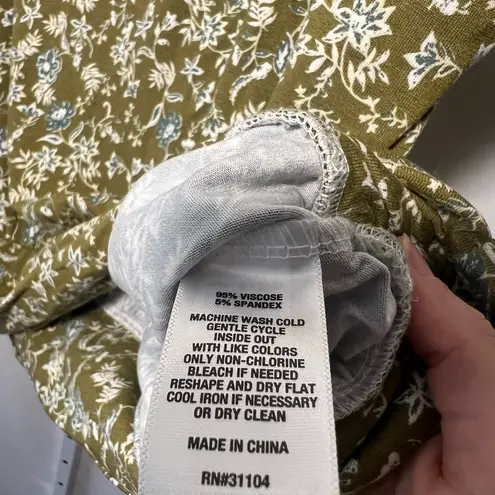 95% VISCOSE
5% SPANDEX
MACHINE WASH COLD
GENTLE CYCLE
INSIDE OUT
WITH LIKE COLORS
ONLY NON-CHLORINE
BLEACH IF NEEDED
RESHAPE AND DRY FLAT
COOL IRON IF NECESSARY
OR DRY CLEAN
MADE IN CHINA
RN#31104